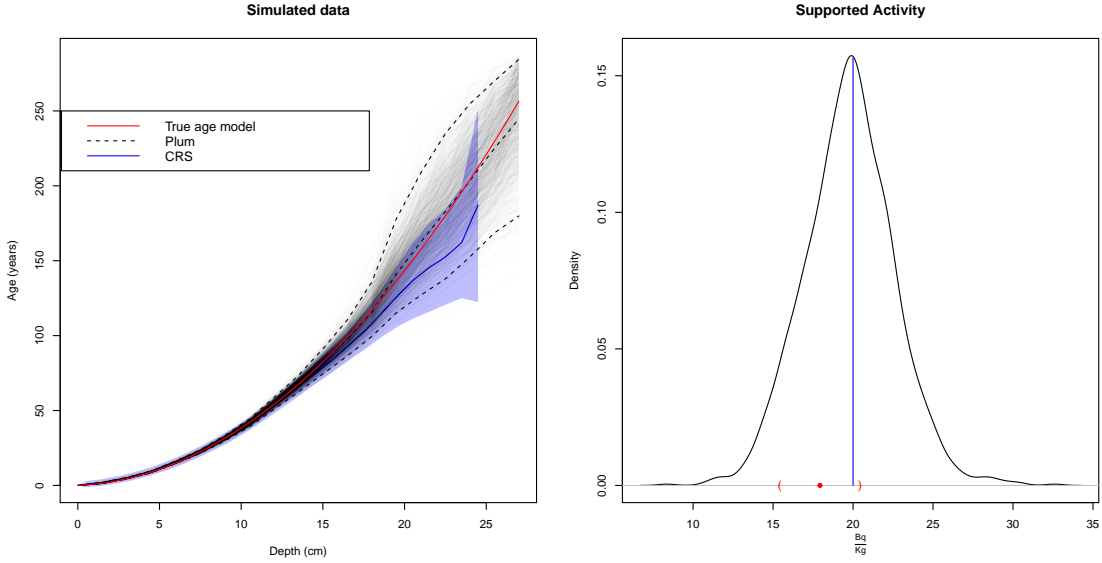 Simulated data
Age (years)
250
200
150
100
50
0
True age model
Plum
CRS
0 5 10 15 20 25
Depth (cm)
Supported Activity
Density
0.15
0.10
0.05
0.00
( )
10 15 20 25 30 35
Bq
Kg